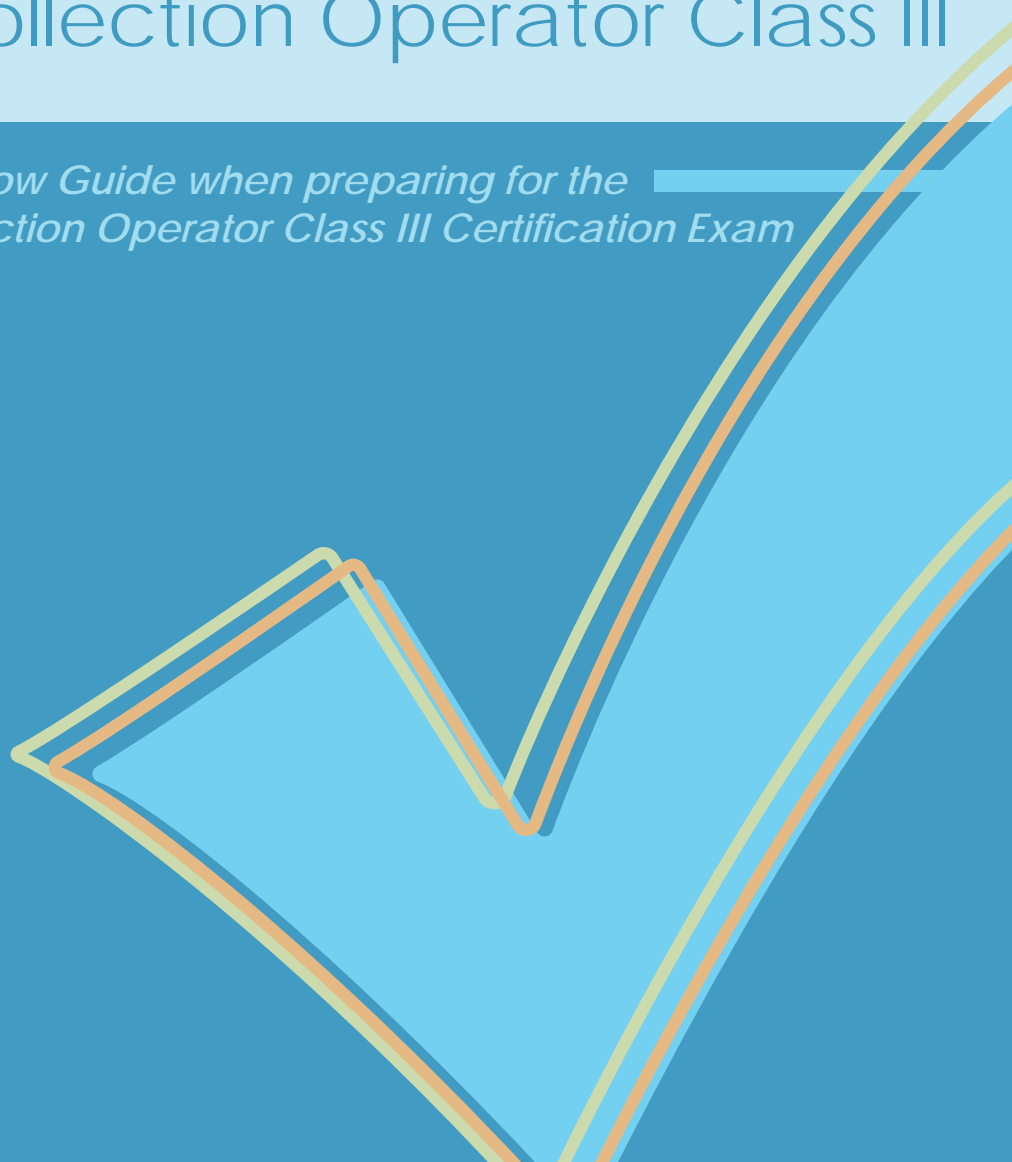 ollection Operator Class III
ow Guide when preparing for the
ction Operator Class III Certification Exam